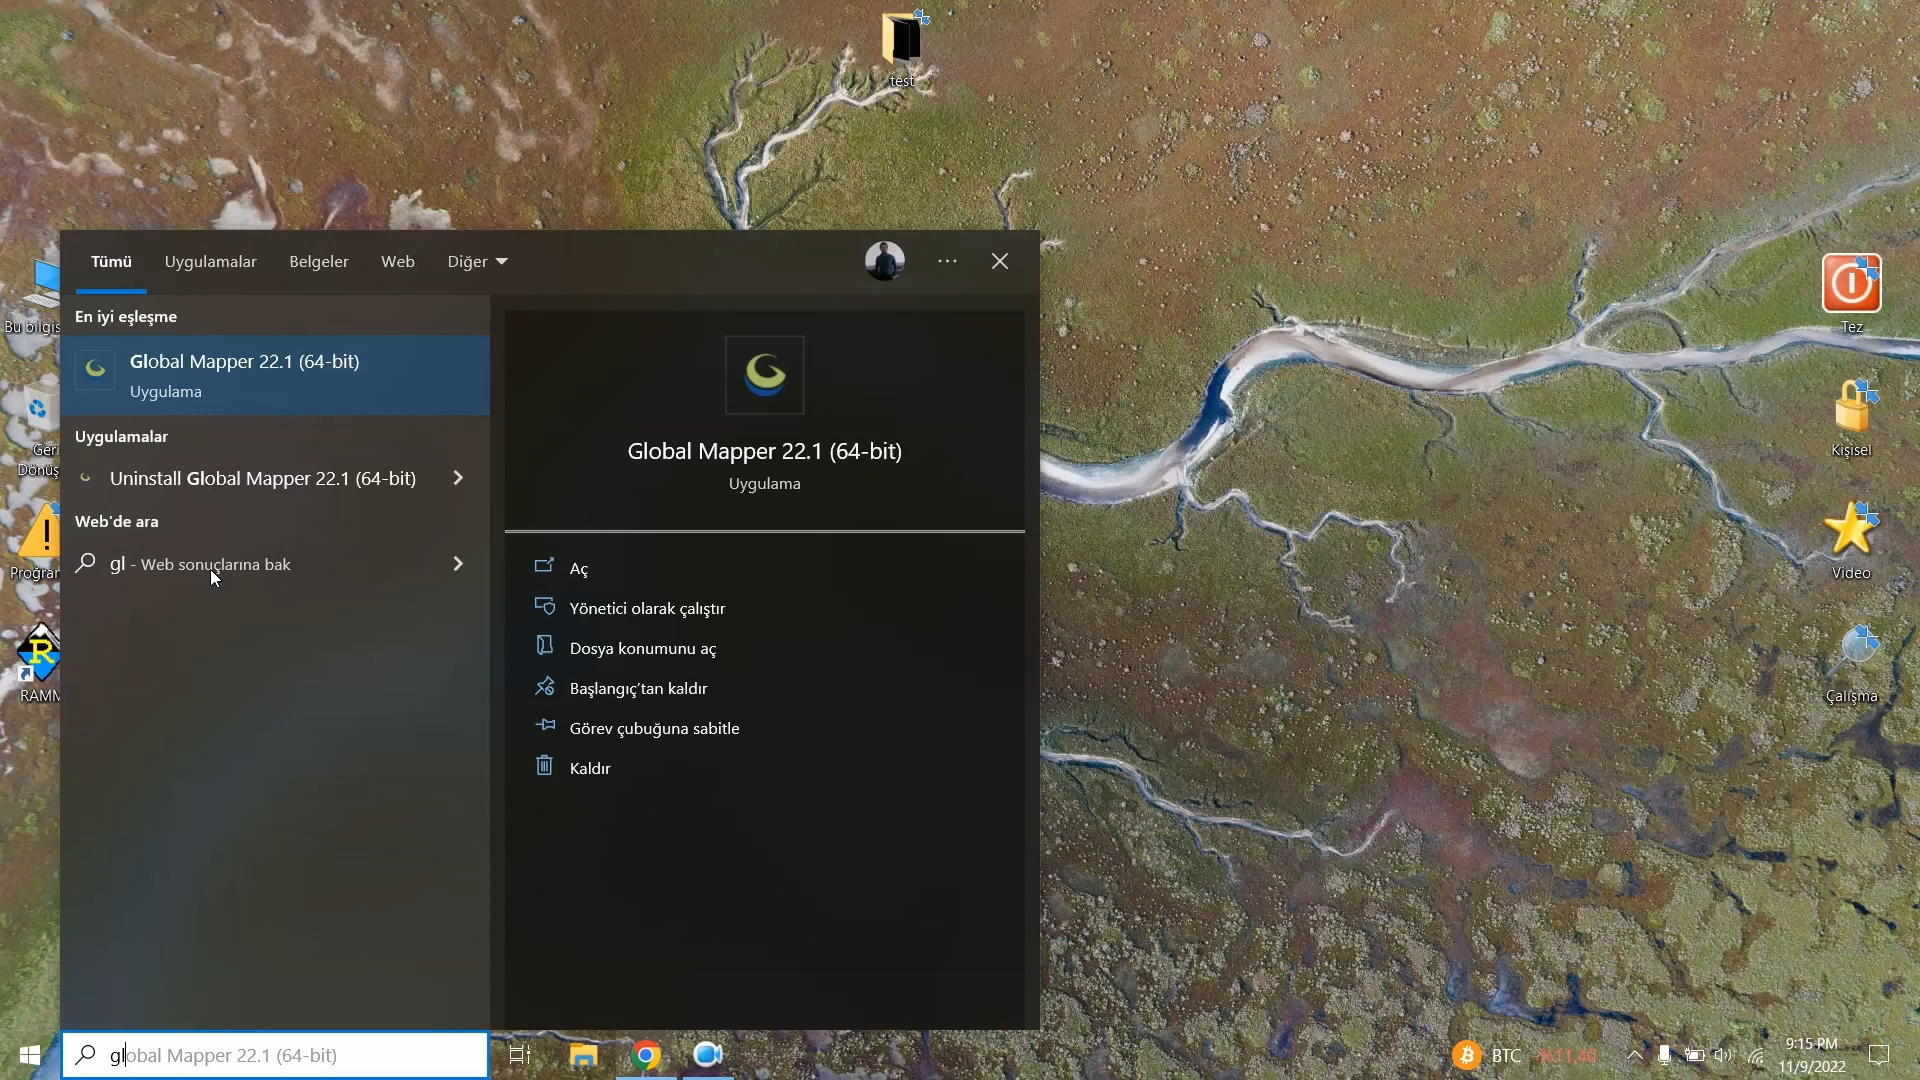 test
Tümü
Uygulamalar
Belgeler
Web
Diğer
En iyi eşleşme
Global Mapper 22.1 (64-bit)
Uygulama
Uygulamalar
Uninstall Global Mapper 22.1 (64-bit)
Web'de ara
gl - Web sonuçlarına bak
Global Mapper 22.1 (64-bit)
Uygulama
Aç
Yönetici olarak çalıştır
Dosya konumunu aç
Başlangıç'tan kaldır
Görev çubuğuna sabitle
Kaldır
Bu bilgis
Geri
Dönüş
Proğram
RAMM
Tez
Kişisel
Video
Çalışma
global Mapper 22.1 (64-bit)
BTC
-%11,40
9:15 PM
11/9/2022